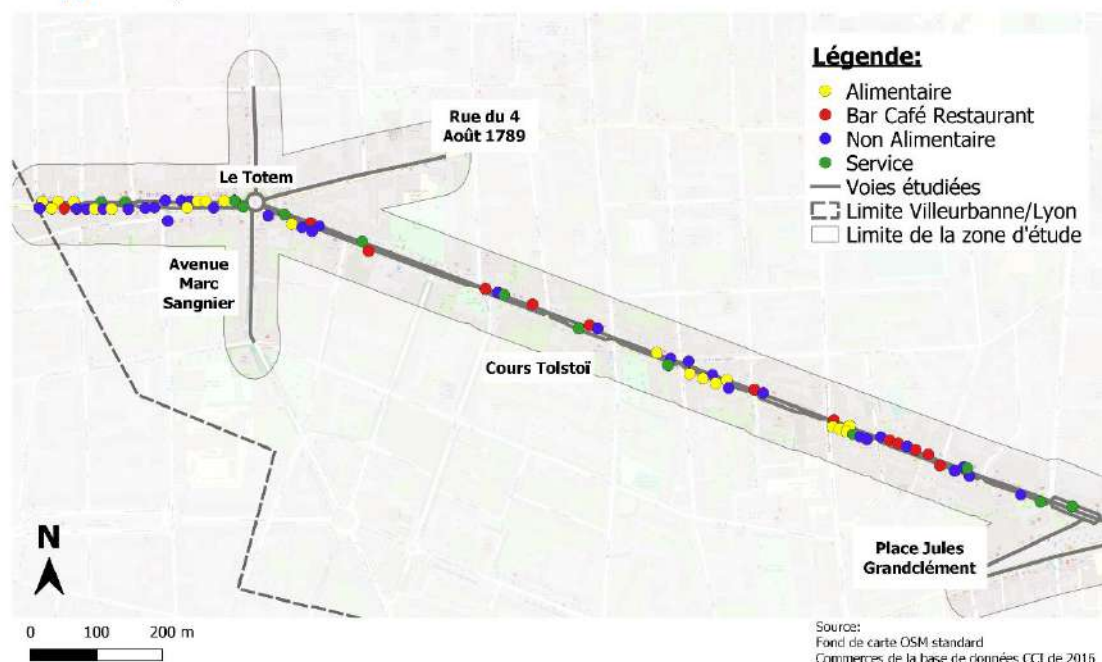 Légende:
Alimentaire
Bar Café Restaurant
Non Alimentaire
Service
Voies étudiées
Limite Villeurbanne/Lyon
Limite de la zone d'étude
Rue du 4
Août 1789
Le Totem
Avenue
Marc
Sangnier
Cours Tolstoï
Place Jules
Grandclément
N
0 100 200 m
Source:
Fond de carte OSM standard
Commerces de la base de données CCI de 2016